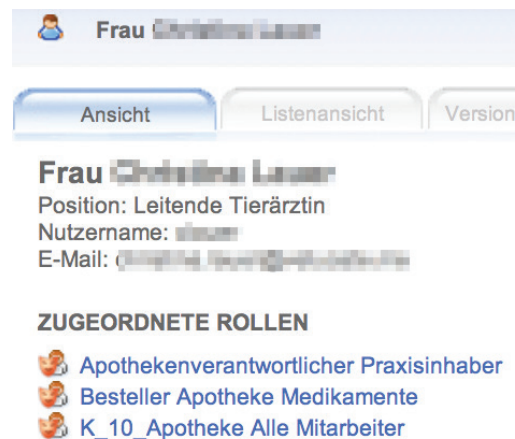 Frau
Ansicht
Listenansicht
Version
Frau
Position: Leitende Tierärztin
Nutzername:
E-Mail:
ZUGEORDNETE ROLLEN
Apothekenverantwortlicher Praxisinhaber
Besteller Apotheke Medikamente
K_10_Apotheke Alle Mitarbeiter